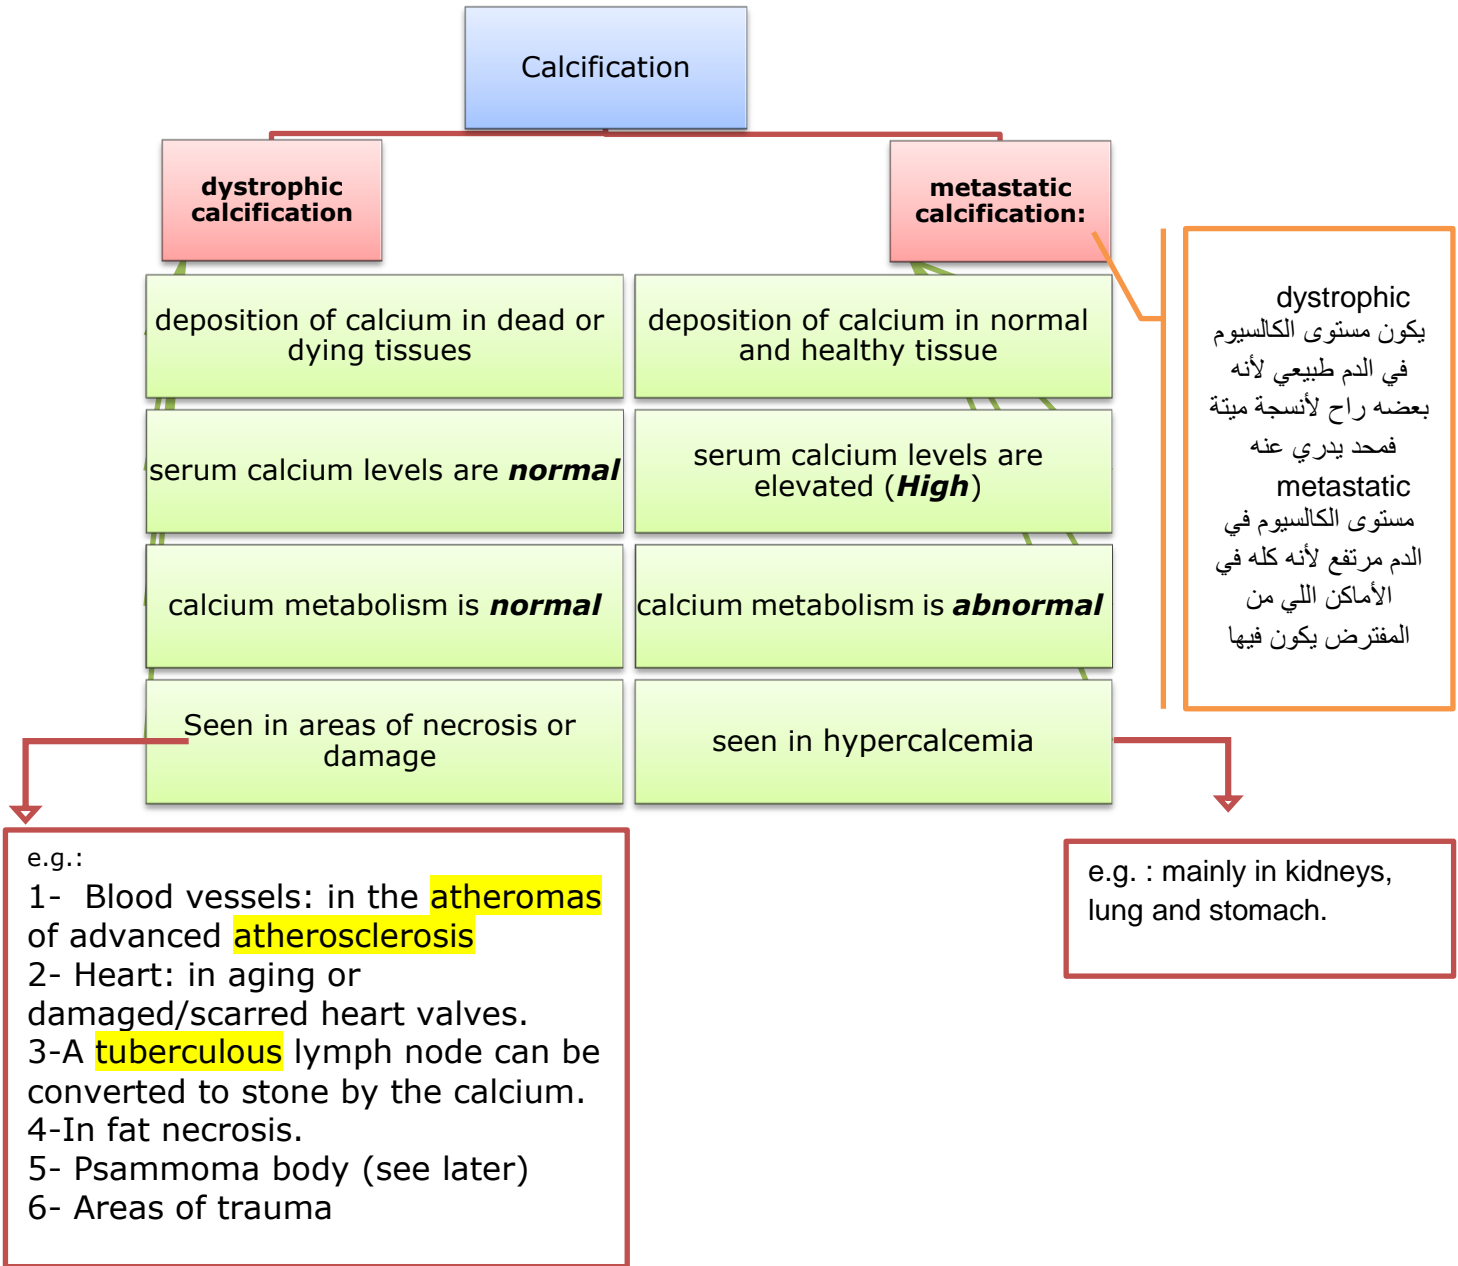 Calcification
dystrophic
calcification
metastatic
calcification:
deposition of calcium in dead or
dying tissues
deposition of calcium in normal
and healthy tissue
serum calcium levels are normal
serum calcium levels are
elevated (High)
calcium metabolism is normal
calcium metabolism is abnormal
Seen in areas of necrosis or
damage
seen in hypercalcemia
dystrophic
يكون مستوى الكالسيوم
في الدم طبيعي لأنه
بعضه راح لأنسجة ميتة
فمحد يدري عنه
metastatic
مستوى الكالسيوم في
الدم مرتفع لأنه كله في
الأماكن اللي من
المفترض يكون فيها
e.g.:
1- Blood vessels: in the atheromas
of advanced atherosclerosis
2- Heart: in aging or
damaged/scarred heart valves.
3-A tuberculous lymph node can be
converted to stone by the calcium.
4-In fat necrosis.
5- Psammoma body (see later)
6- Areas of trauma
e.g. : mainly in kidneys,
lung and stomach.